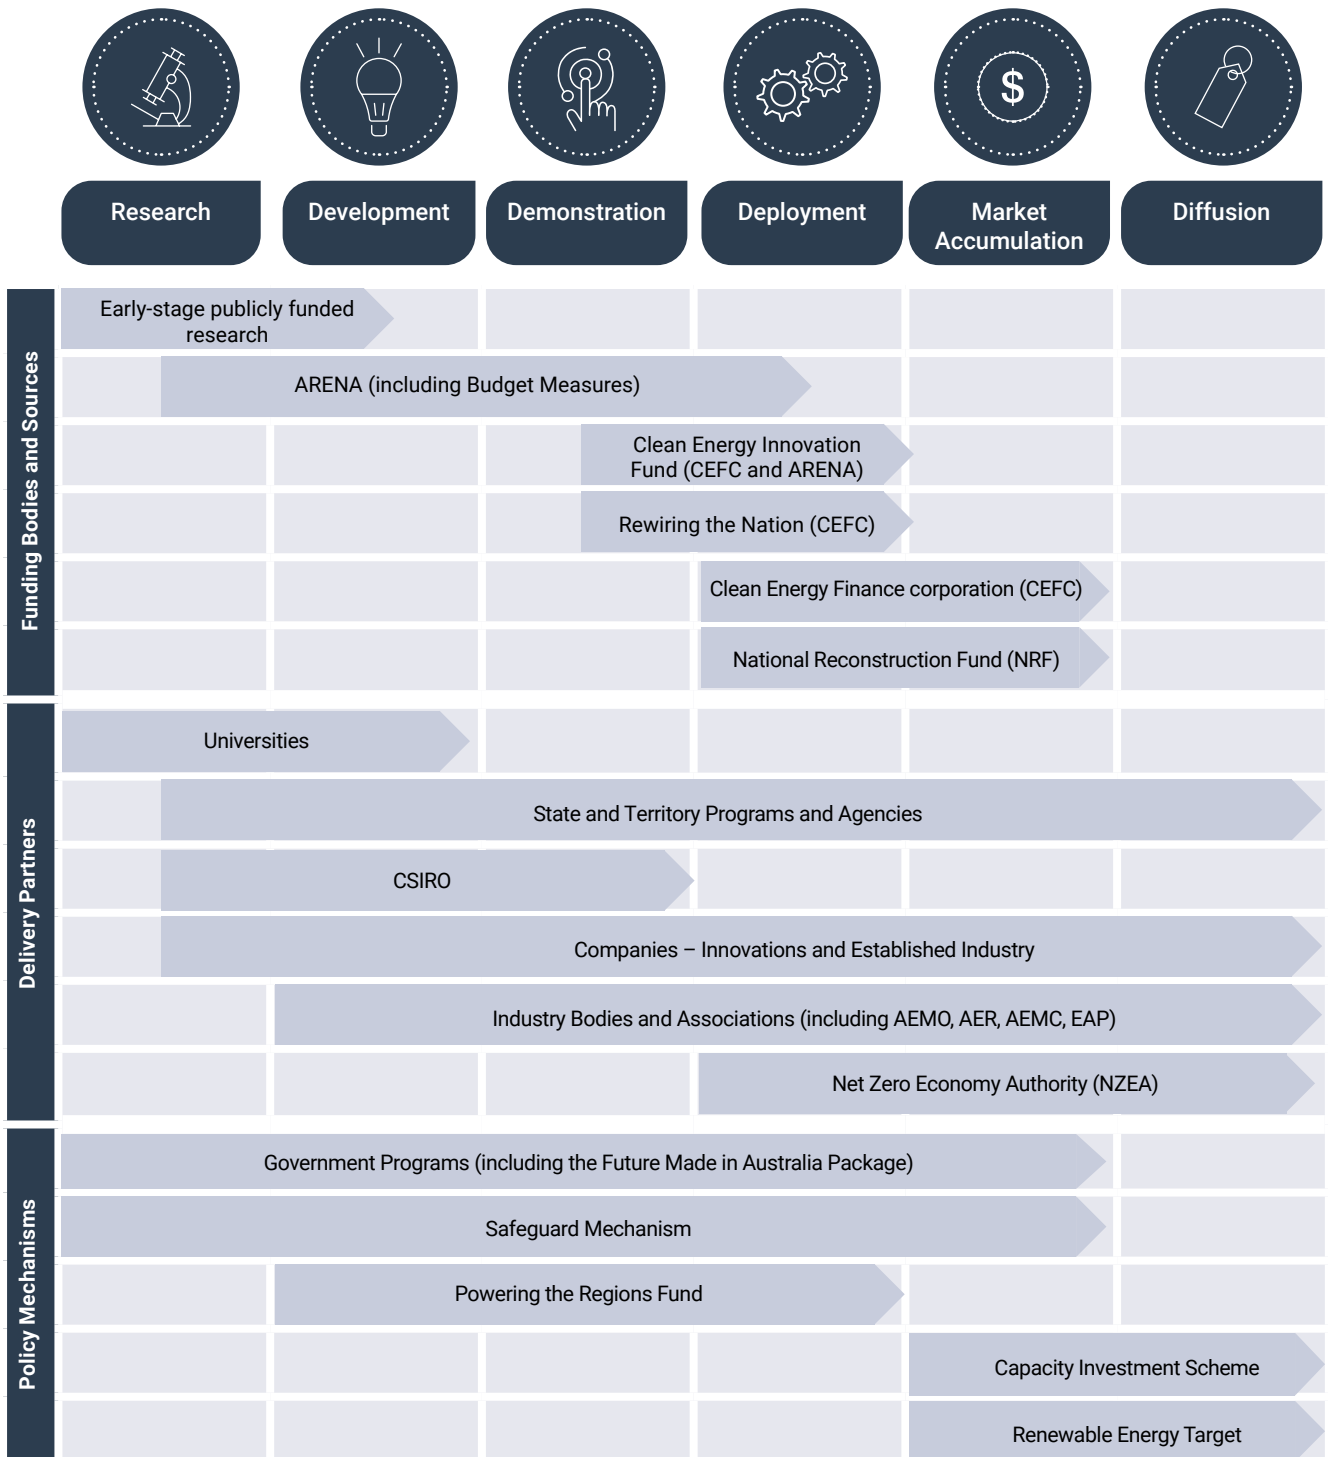 $
Research
Development
Demonstration
Deployment
Market
Accumulation
Diffusion
Funding Bodies and Sources
Early-stage publicly funded
research
ARENA (including Budget Measures)
Clean Energy Innovation
Fund (CEFC and ARENA)
Rewiring the Nation (CEFC)
Clean Energy Finance corporation (CEFC)
National Reconstruction Fund (NRF)
Delivery Partners
Universities
State and Territory Programs and Agencies
CSIRO
Companies – Innovations and Established Industry
Industry Bodies and Associations (including AEMO, AER, AEMC, EAP)
Net Zero Economy Authority (NZEA)
Policy Mechanisms
Government Programs (including the Future Made in Australia Package)
Safeguard Mechanism
Powering the Regions Fund
Capacity Investment Scheme
Renewable Energy Target